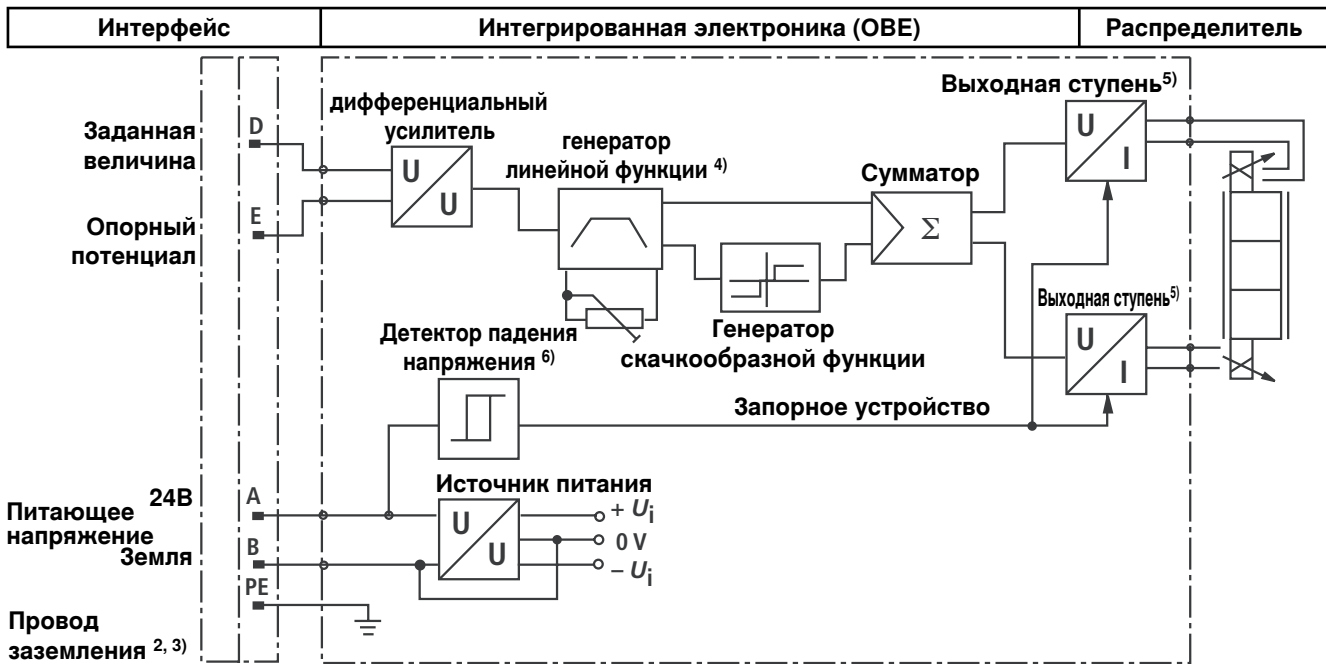 Интерфейс
Интегрированная электроника (OBE)
Распределитель
Заданная
величина
D
дифференциальный
усилитель
U
U
генератор
линейной функции 4)
Сумматор
Σ
Выходная ступень5)
U
I
Опорный
потенциал
E
Генератор
скачкообразной функции
Выходная ступень5)
U
I
Детектор падения
напряжения 6)
Запорное устройство
Питающее
напряжение
24В
A
Источник питания
U
U
+ Ui
0 V
– Ui
Земля
B
PE
Провод
заземления 2, 3)